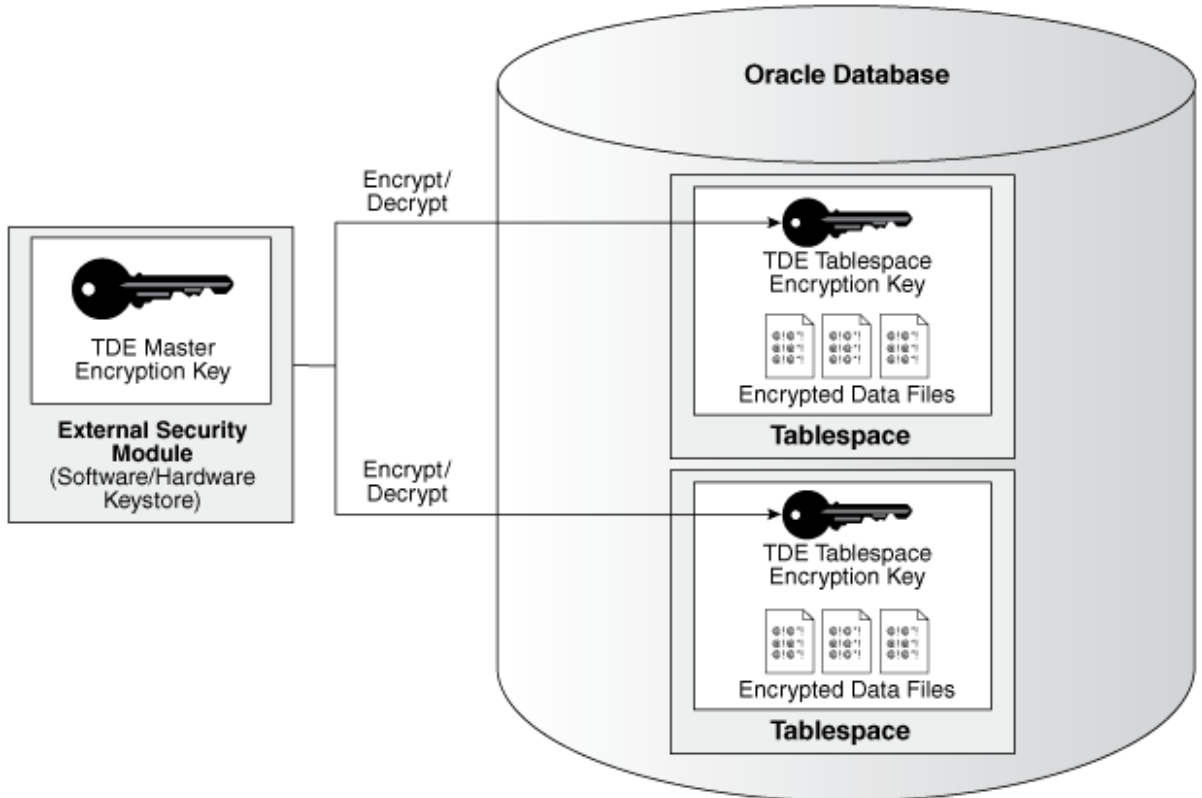 Oracle Database
Encrypt/
Decrypt
TDE Tablespace
Encryption Key
Encrypted Data Files
Tablespace
TDE Master
Encryption Key
External Security
Module
(Software/Hardware
Keystore)
Encrypt/
Decrypt
TDE Tablespace
Encryption Key
Encrypted Data Files
Tablespace